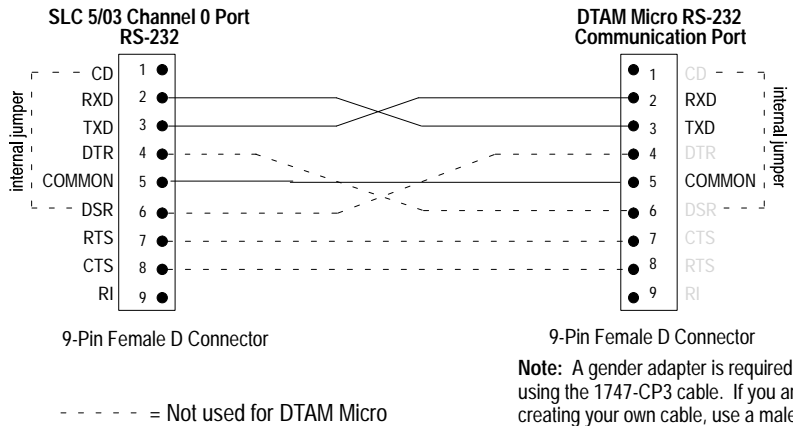 SLC 5/03 Channel 0 Port
RS-232
DTAM Micro RS-232
Communication Port
internal jumper
CD 1
RXD 2
TXD 3
DTR 4
COMMON 5
DSR 6
RTS 7
CTS 8
RI 9
1 CD
2 RXD
3 TXD
4 DTR
5 COMMON
6 DSR
7 CTS
8 RTS
9 RI
internal jumper
9-Pin Female D Connector
9-Pin Female D Connector
Note: A gender adapter is required
using the 1747-CP3 cable. If you
creating your own cable, use a male
- - - - - = Not used for DTAM Micro